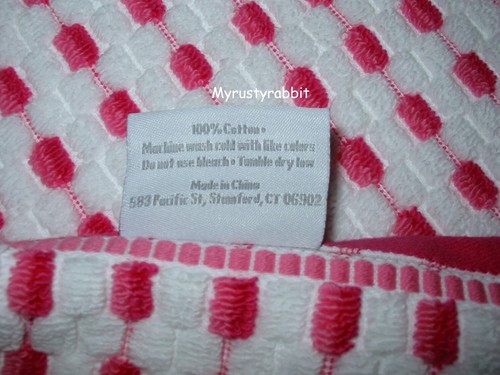 Myrustyrabbit
100% Cotton •
Machine wash cold with like colors
Do not use bleach • Tumble dry low
Made in China
583 Pacific St, Stamford, CT 06902